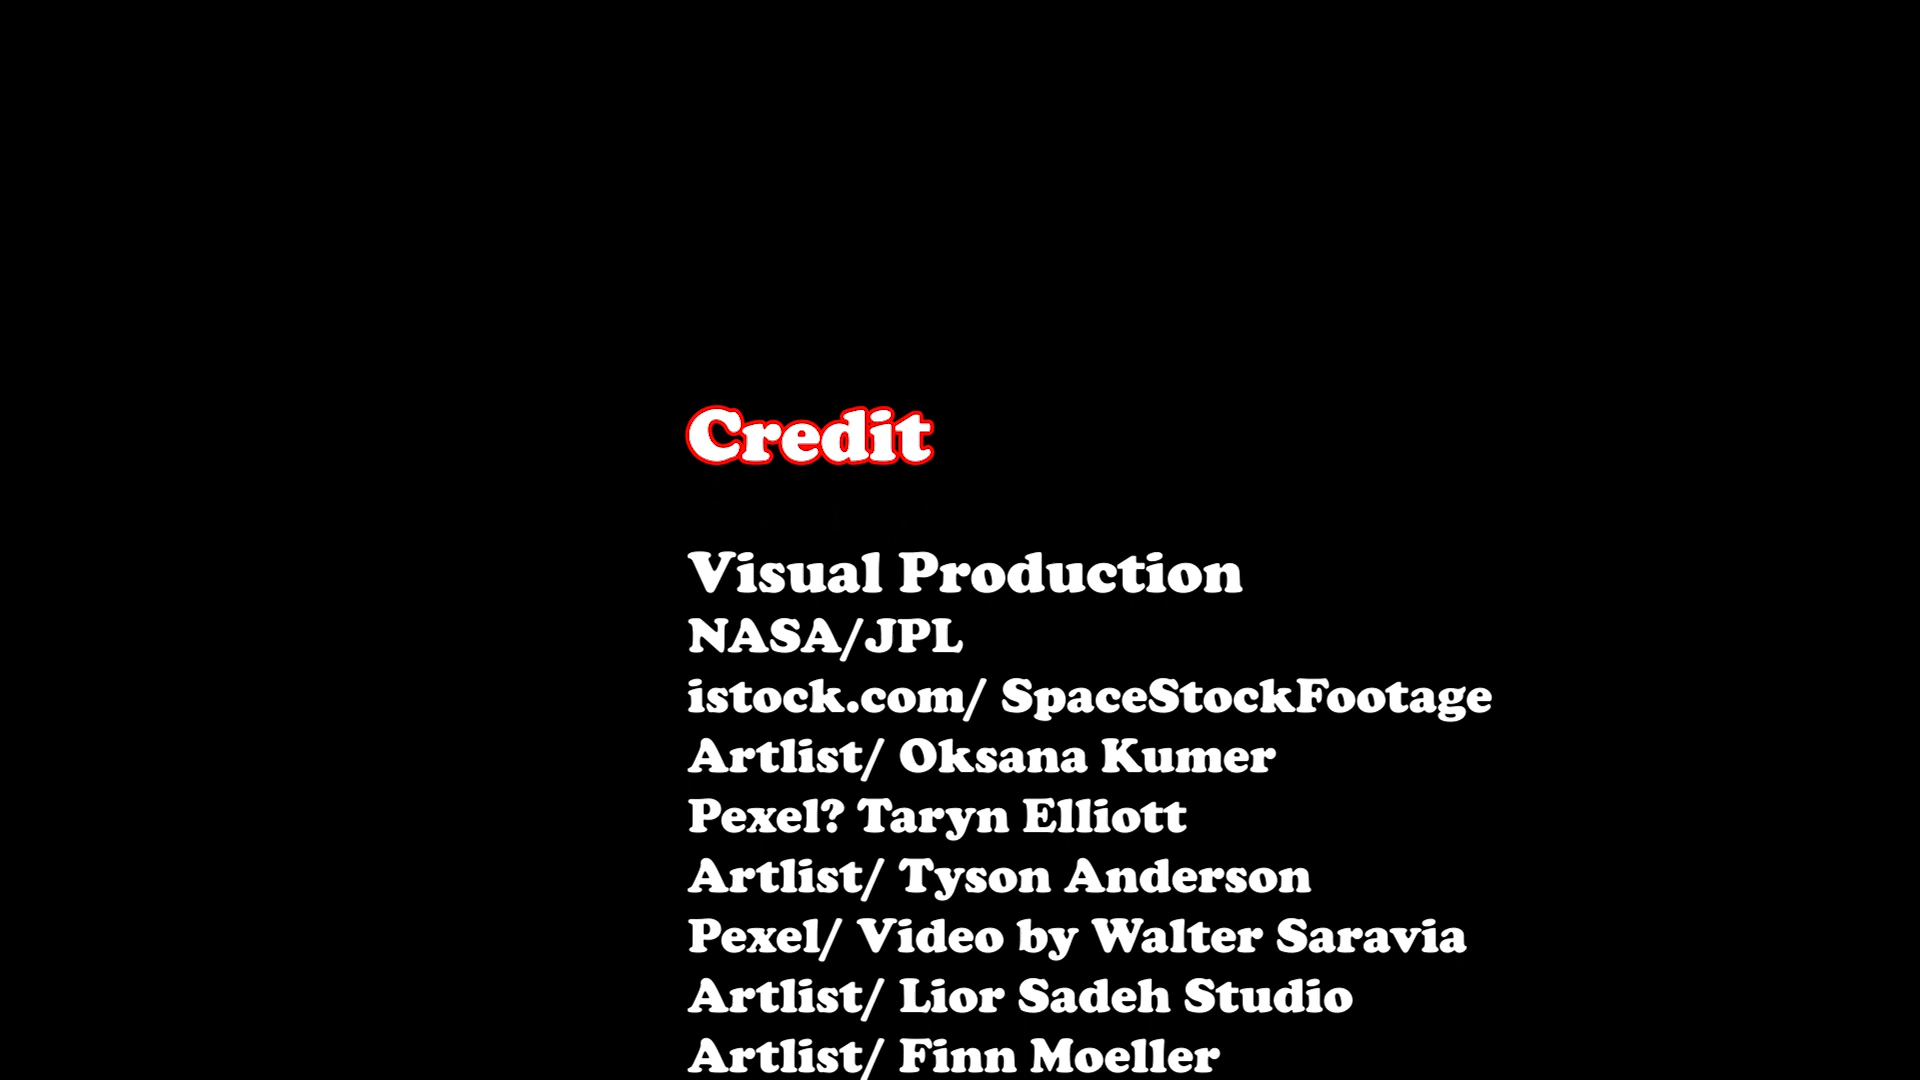 Credit
Visual Production
NASA/JPL
istock.com/ SpaceStockFootage
Artlist/ Oksana Kumer
Pexel? Taryn Elliott
Artlist/ Tyson Anderson
Pexel/ Video by Walter Saravia
Artlist/ Lior Sadeh Studio
Artlist/ Finn Moeller